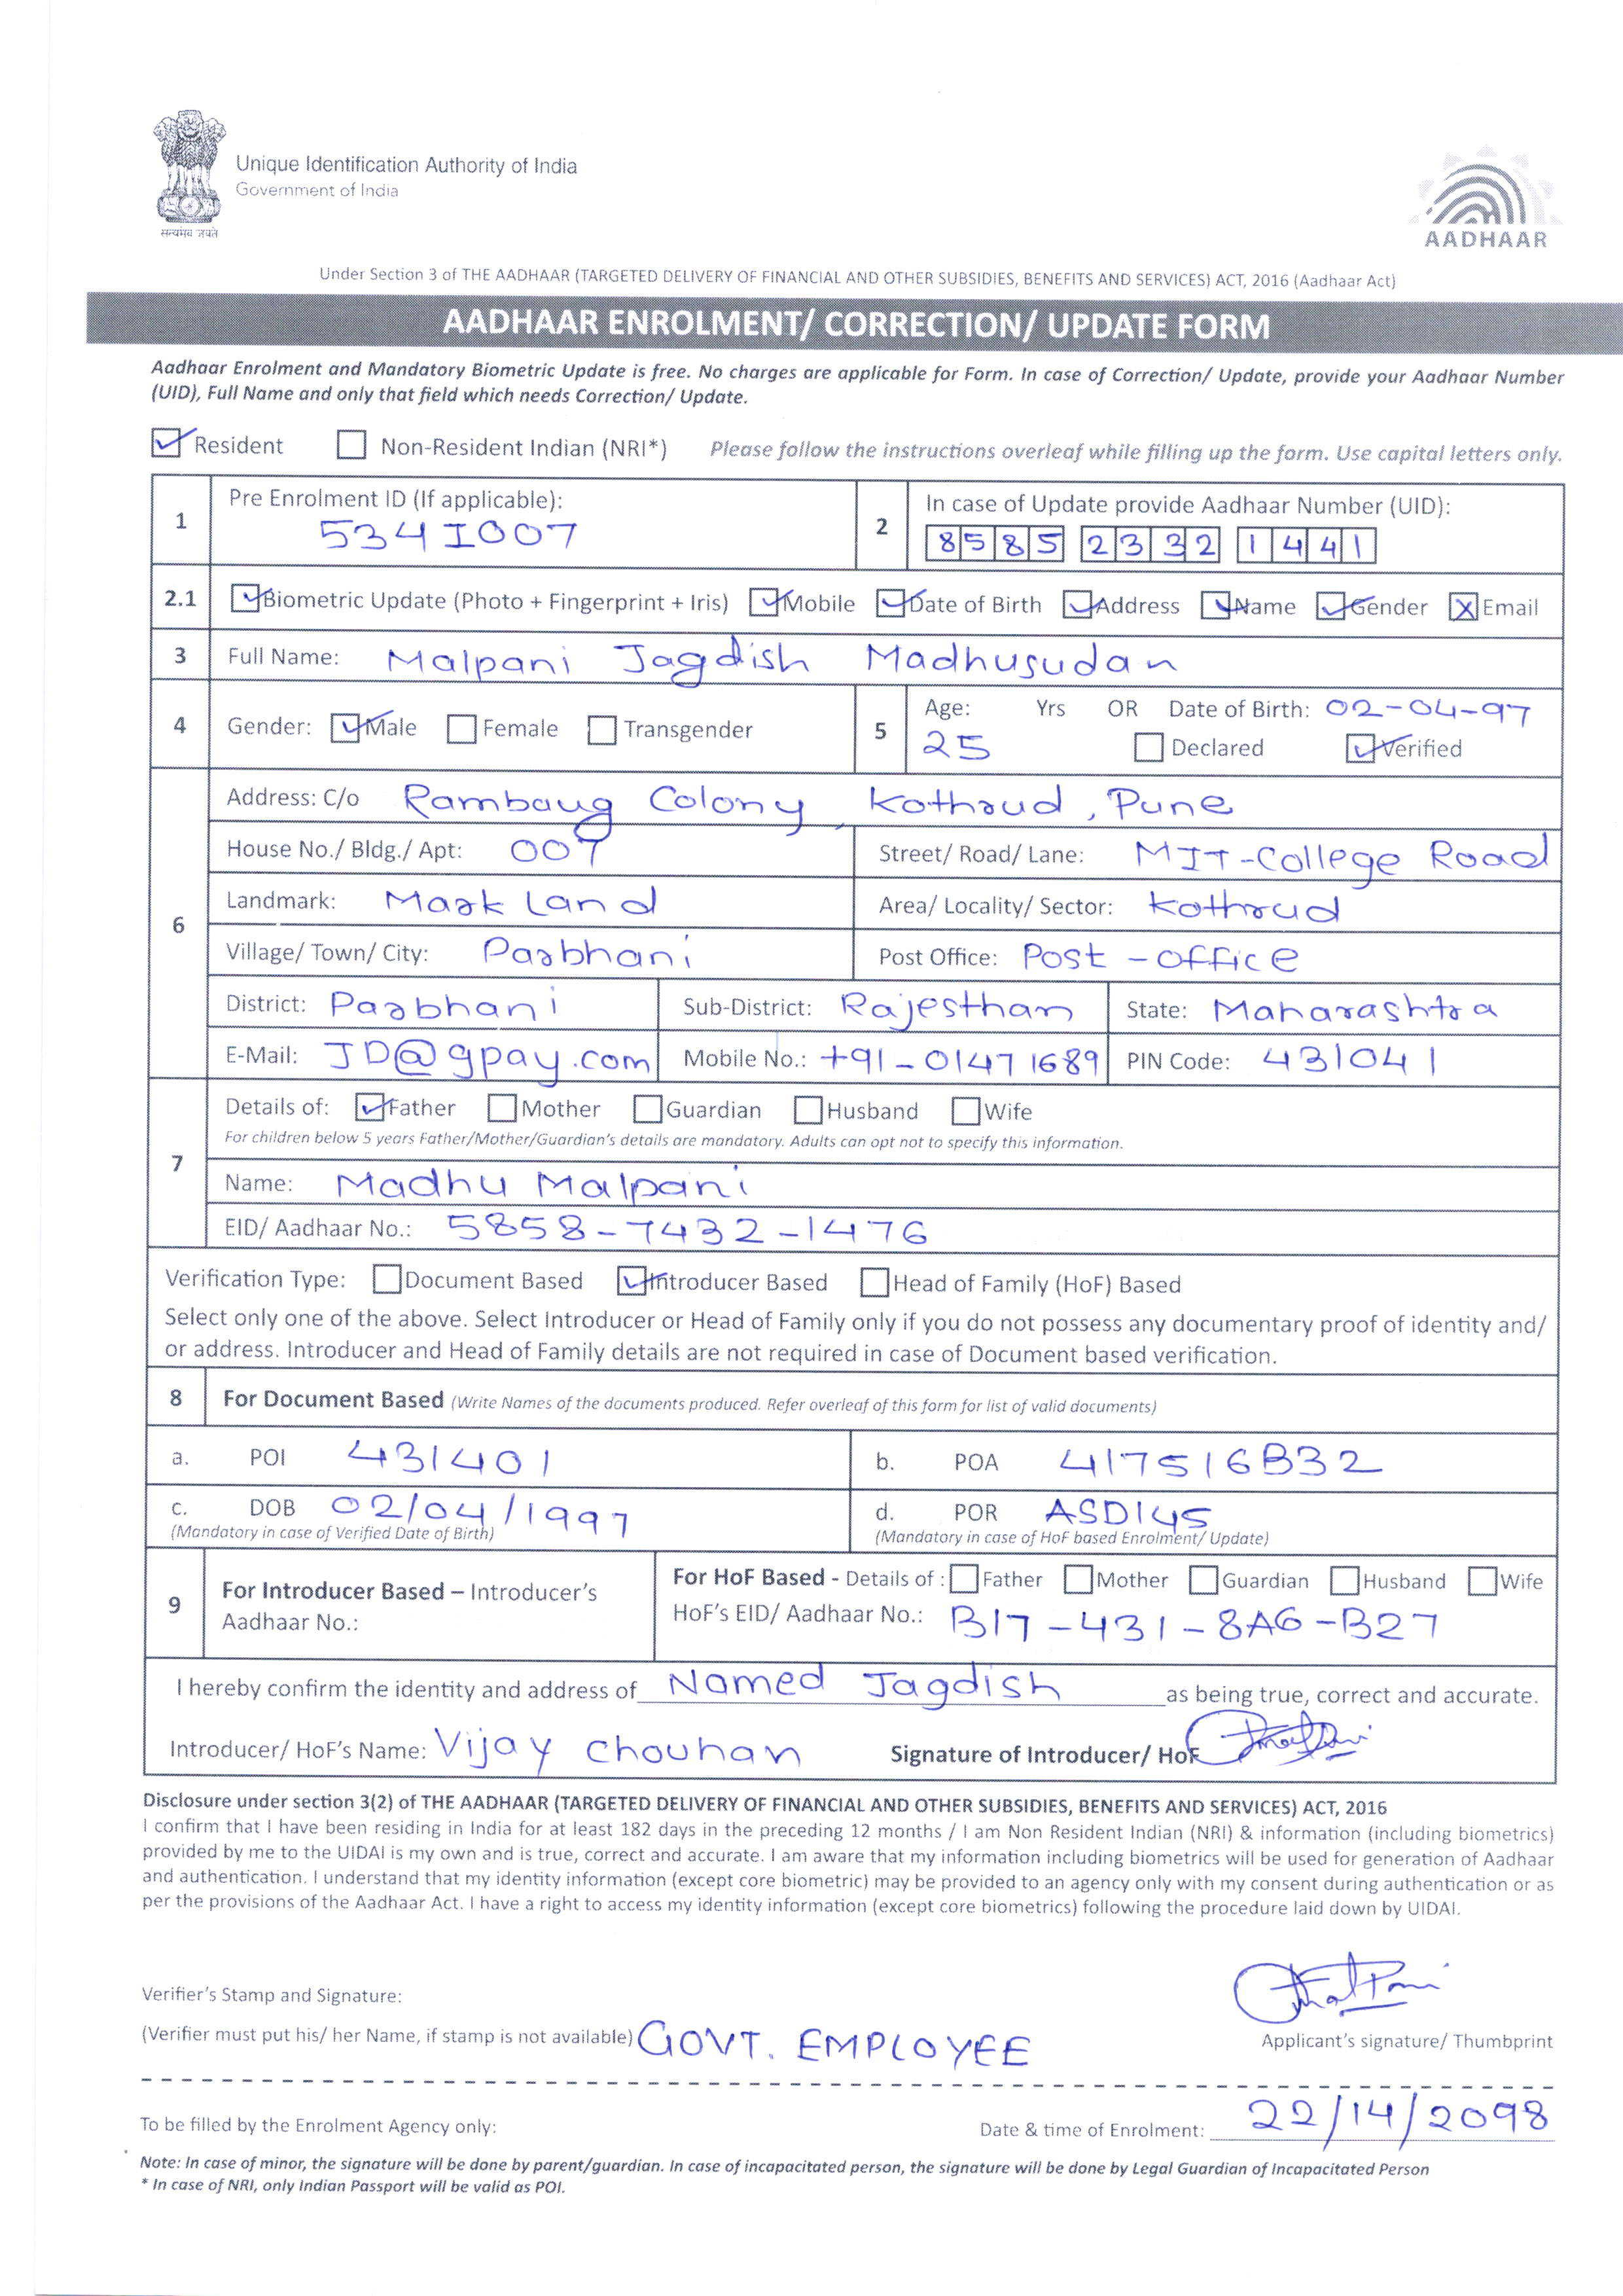 सत्यमेव जयते
Unique Identification Authority of India
Government of India
AADHAAR
Under Section 3 of THE AADHAAR (TARGETED DELIVERY OF FINANCIAL AND OTHER SUBSIDIES, BENEFITS AND SERVICES) ACT, 2016 (Aadhaar Act)
AADHAAR ENROLMENT/ CORRECTION/ UPDATE FORM
Aadhaar Enrolment and Mandatory Biometric Update is free. No charges are applicable for Form. In case of Correction/ Update, provide your Aadhaar Number
(UID), Full Name and only that field which needs Correction/ Update.
Resident Non-Resident Indian (NRI*) Please follow the instructions overleaf while filling up the form. Use capital letters only.
1 Pre Enrolment ID (If applicable): 2 In case of Update provide Aadhaar Number (UID):
534I007 8585 2332 1441
2.1 Biometric Update (Photo + Fingerprint + Iris) Mobile Date of Birth Address Name Gender X Email
3 Full Name: Malpani Jagdish Madhusudan
4 Gender: Male Female Transgender 5 Age: Yrs OR Date of Birth: 02-04-97
25 Declared Verified
6 Address: C/o Rambaug Colony, Kothrud, Pune
House No./ Bldg./ Apt: 007 Street/ Road/ Lane: MIT-College Road
Landmark: Mark Land Area/ Locality/ Sector: Kothrud
Village/ Town/ City: Parbhani Post Office: Post - office
District: Parbhani Sub-District: Rajesthan State: Maharashtra
E-Mail: JD@gpay.com Mobile No.: +91-01471689 PIN Code: 431041
7 Details of: Father Mother Guardian Husband Wife
For children below 5 years Father/Mother/Guardian's details are mandatory. Adults can opt not to specify this information.
Name: Madhu Malpani
EID/ Aadhaar No.: 5858-7432-1476
Verification Type: Document Based Introducer Based Head of Family (HoF) Based
Select only one of the above. Select Introducer or Head of Family only if you do not possess any documentary proof of identity and/
or address. Introducer and Head of Family details are not required in case of Document based verification.
8 For Document Based (Write Names of the documents produced. Refer overleaf of this form for list of valid documents)
a. POI 431401 b. POA 417516B32
c. DOB 02/04/1997 d. POR ASD145
(Mandatory in case of Verified Date of Birth) (Mandatory in case of HoF based Enrolment/ Update)
9 For Introducer Based – Introducer's For HoF Based - Details of : Father Mother Guardian Husband Wife
Aadhaar No.: HoF's EID/ Aadhaar No.: B17-431-8AG-B27
I hereby confirm the identity and address of Named Jagdish as being true, correct and accurate.
Introducer/ HoF's Name: Vijay chouhan Signature of Introducer/ HoF
Disclosure under section 3(2) of THE AADHAAR (TARGETED DELIVERY OF FINANCIAL AND OTHER SUBSIDIES, BENEFITS AND SERVICES) ACT, 2016
I confirm that I have been residing in India for at least 182 days in the preceding 12 months / I am Non Resident Indian (NRI) & information (including biometrics)
provided by me to the UIDAI is my own and is true, correct and accurate. I am aware that my information including biometrics will be used for generation of Aadhaar
and authentication. I understand that my identity information (except core biometric) may be provided to an agency only with my consent during authentication or as
per the provisions of the Aadhaar Act. I have a right to access my identity information (except core biometrics) following the procedure laid down by UIDAI.
Verifier's Stamp and Signature:
(Verifier must put his/ her Name, if stamp is not available) GOVT. EMPLOYEE Applicant's signature/ Thumbprint
To be filled by the Enrolment Agency only: Date & time of Enrolment: 22/14/2098
Note: In case of minor, the signature will be done by parent/guardian. In case of incapacitated person, the signature will be done by Legal Guardian of Incapacitated Person
* In case of NRI, only Indian Passport will be valid as POI.